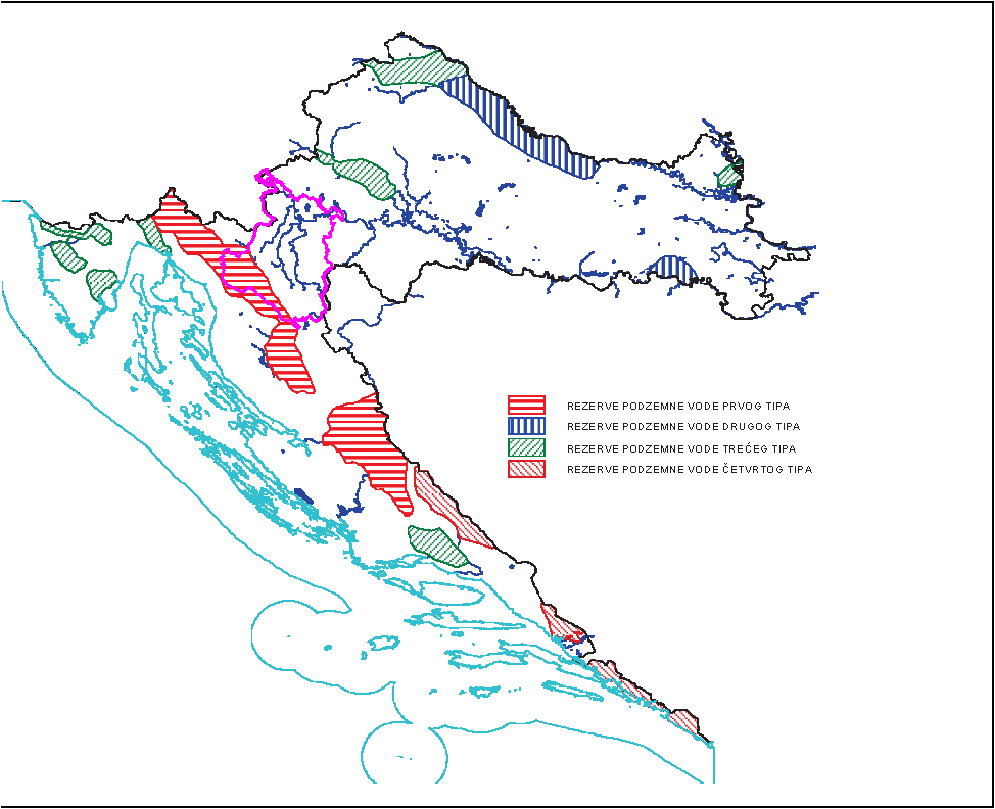 REZERVE PODZEMNE VODE PRVOG TIPA
REZERVE PODZEMNE VODE DRUGOG TIPA
REZERVE PODZEMNE VODE TREĆEG TIPA
REZERVE PODZEMNE VODE ČETVRTOG TIPA